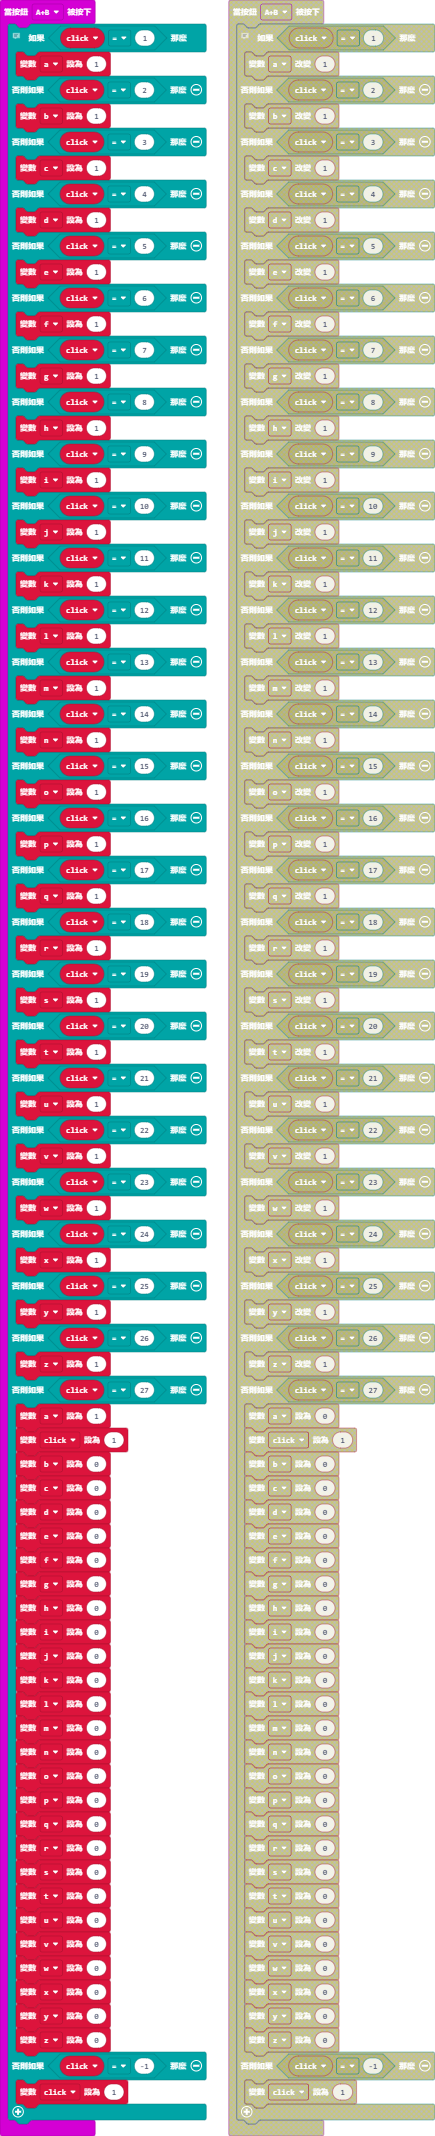 當按鈕 A+B 被按下
如果 click = 1 那麼
變數 a 設為 1
否則如果 click = 2 那麼
變數 b 設為 1
否則如果 click = 3 那麼
變數 c 設為 1
否則如果 click = 4 那麼
變數 d 設為 1
否則如果 click = 5 那麼
變數 e 設為 1
否則如果 click = 6 那麼
變數 f 設為 1
否則如果 click = 7 那麼
變數 g 設為 1
否則如果 click = 8 那麼
變數 h 設為 1
否則如果 click = 9 那麼
變數 i 設為 1
否則如果 click = 10 那麼
變數 j 設為 1
否則如果 click = 11 那麼
變數 k 設為 1
否則如果 click = 12 那麼
變數 l 設為 1
否則如果 click = 13 那麼
變數 m 設為 1
否則如果 click = 14 那麼
變數 n 設為 1
否則如果 click = 15 那麼
變數 o 設為 1
否則如果 click = 16 那麼
變數 p 設為 1
否則如果 click = 17 那麼
變數 q 設為 1
否則如果 click = 18 那麼
變數 r 設為 1
否則如果 click = 19 那麼
變數 s 設為 1
否則如果 click = 20 那麼
變數 t 設為 1
否則如果 click = 21 那麼
變數 u 設為 1
否則如果 click = 22 那麼
變數 v 設為 1
否則如果 click = 23 那麼
變數 w 設為 1
否則如果 click = 24 那麼
變數 x 設為 1
否則如果 click = 25 那麼
變數 y 設為 1
否則如果 click = 26 那麼
變數 z 設為 1
否則如果 click = 27 那麼
變數 a 設為 1
變數 click 設為 1
變數 b 設為 0
變數 c 設為 0
變數 d 設為 0
變數 e 設為 0
變數 f 設為 0
變數 g 設為 0
變數 h 設為 0
變數 i 設為 0
變數 j 設為 0
變數 k 設為 0
變數 l 設為 0
變數 m 設為 0
變數 n 設為 0
變數 o 設為 0
變數 p 設為 0
變數 q 設為 0
變數 r 設為 0
變數 s 設為 0
變數 t 設為 0
變數 u 設為 0
變數 v 設為 0
變數 w 設為 0
變數 x 設為 0
變數 y 設為 0
變數 z 設為 0
否則如果 click = -1 那麼
變數 click 設為 1
當按鈕 A+B 被按下
如果 click = 1 那麼
變數 a 改變 1
否則如果 click = 2 那麼
變數 b 改變 1
否則如果 click = 3 那麼
變數 c 改變 1
否則如果 click = 4 那麼
變數 d 改變 1
否則如果 click = 5 那麼
變數 e 改變 1
否則如果 click = 6 那麼
變數 f 改變 1
否則如果 click = 7 那麼
變數 g 改變 1
否則如果 click = 8 那麼
變數 h 改變 1
否則如果 click = 9 那麼
變數 i 改變 1
否則如果 click = 10 那麼
變數 j 改變 1
否則如果 click = 11 那麼
變數 k 改變 1
否則如果 click = 12 那麼
變數 l 改變 1
否則如果 click = 13 那麼
變數 m 改變 1
否則如果 click = 14 那麼
變數 n 改變 1
否則如果 click = 15 那麼
變數 o 改變 1
否則如果 click = 16 那麼
變數 p 改變 1
否則如果 click = 17 那麼
變數 q 改變 1
否則如果 click = 18 那麼
變數 r 改變 1
否則如果 click = 19 那麼
變數 s 改變 1
否則如果 click = 20 那麼
變數 t 改變 1
否則如果 click = 21 那麼
變數 u 改變 1
否則如果 click = 22 那麼
變數 v 改變 1
否則如果 click = 23 那麼
變數 w 改變 1
否則如果 click = 24 那麼
變數 x 改變 1
否則如果 click = 25 那麼
變數 y 改變 1
否則如果 click = 26 那麼
變數 z 改變 1
否則如果 click = 27 那麼
變數 a 設為 0
變數 click 設為 1
變數 b 設為 0
變數 c 設為 0
變數 d 設為 0
變數 e 設為 0
變數 f 設為 0
變數 g 設為 0
變數 h 設為 0
變數 i 設為 0
變數 j 設為 0
變數 k 設為 0
變數 l 設為 0
變數 m 設為 0
變數 n 設為 0
變數 o 設為 0
變數 p 設為 0
變數 q 設為 0
變數 r 設為 0
變數 s 設為 0
變數 t 設為 0
變數 u 設為 0
變數 v 設為 0
變數 w 設為 0
變數 x 設為 0
變數 y 設為 0
變數 z 設為 0
否則如果 click = -1 那麼
變數 click 設為 1